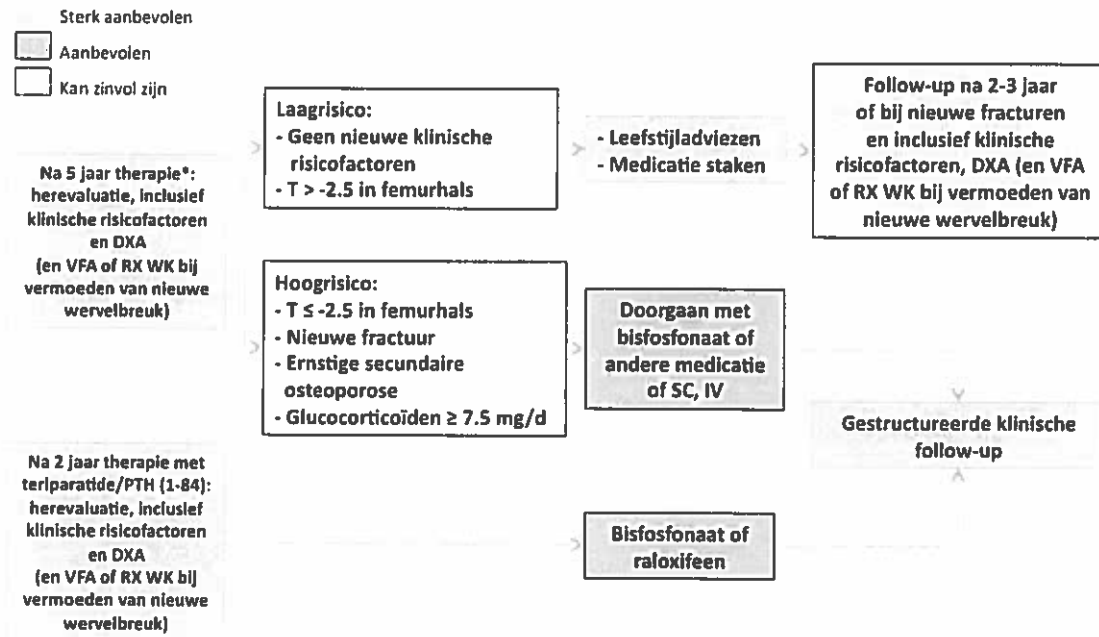 Sterk aanbevolen
Aanbevolen
Kan zinvol zijn
Na 5 jaar therapie*:
herevaluatie, inclusief
klinische risicofactoren
en DXA
(en VFA of RX WK bij
vermoeden van nieuwe
wervelbreuk)
Laagrisico:
- Geen nieuwe klinische
risicofactoren
- T > -2.5 in femurhals
- Leefstijladviezen
- Medicatie staken
Follow-up na 2-3 jaar
of bij nieuwe fracturen
en inclusief klinische
risicofactoren, DXA (en VFA
of RX WK bij vermoeden van
nieuwe wervelbreuk)
Hoogrisico:
- T ≤ -2.5 in femurhals
- Nieuwe fractuur
- Ernstige secundaire
osteoporose
- Glucocorticoïden ≥ 7.5 mg/d
Doorgaan met
bisfosfonaat of
andere medicatie
of SC, IV
Gestructureerde klinische
follow-up
Na 2 jaar therapie met
teriparatide/PTH (1-84):
herevaluatie, inclusief
klinische risicofactoren
en DXA
(en VFA of RX WK bij
vermoeden van nieuwe
wervelbreuk)
Bisfosfonaat of
raloxifeen